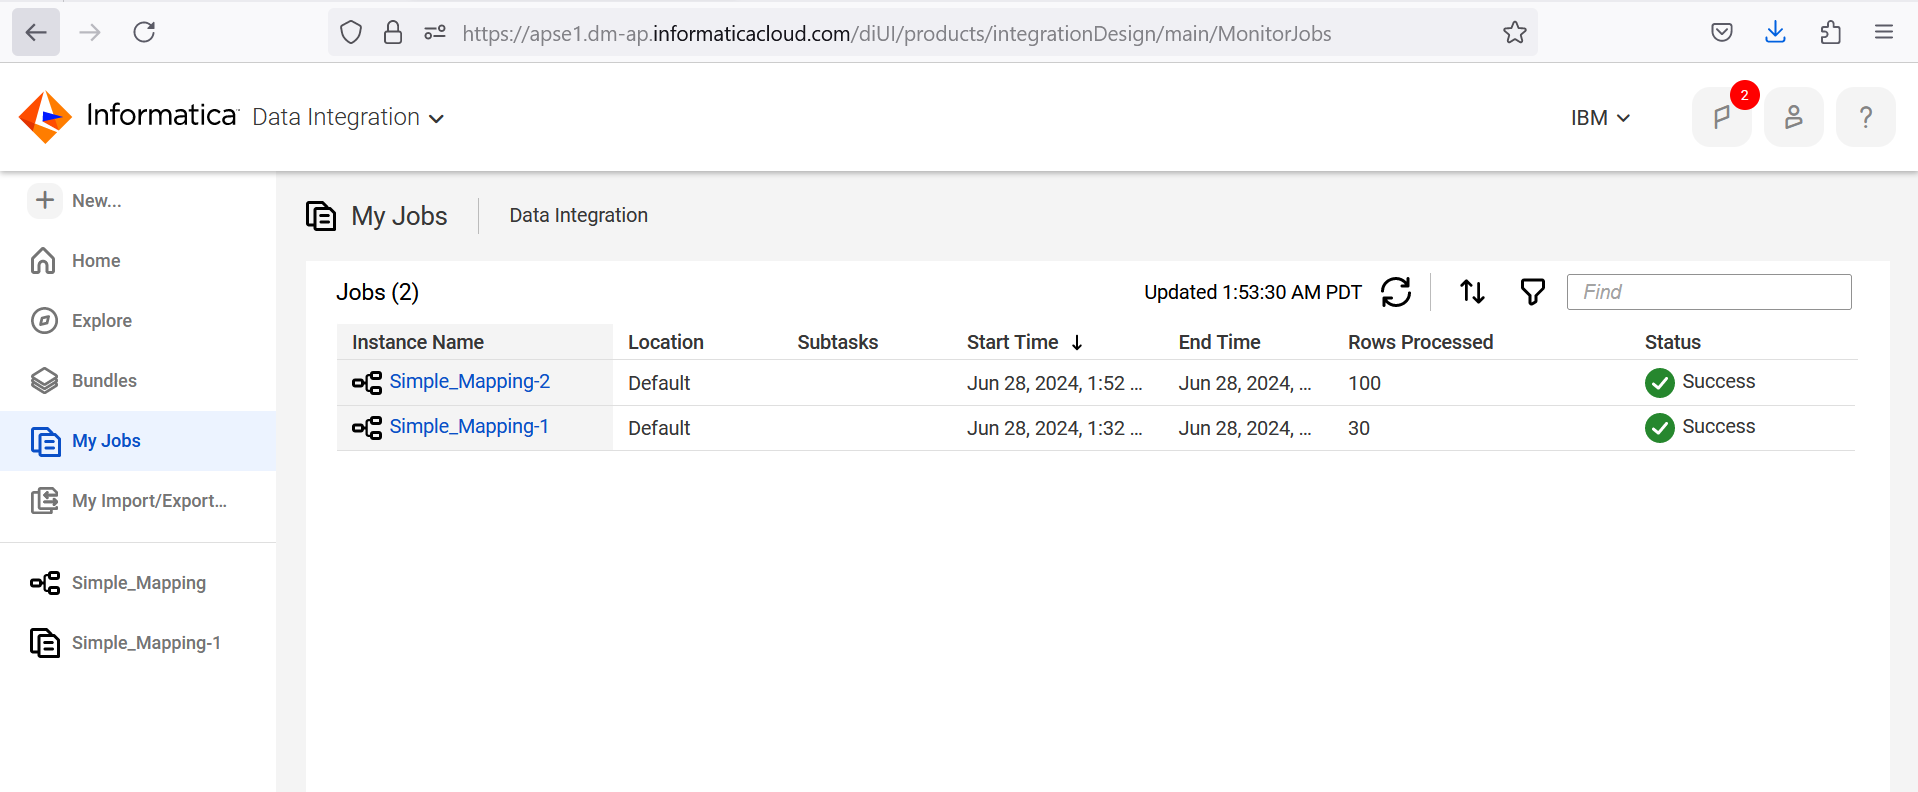 https://apse1.dm-ap.informaticacloud.com/diUI/products/integrationDesign/main/MonitorJobs
Informatica Data Integration
IBM
2
?
New...
Home
Explore
Bundles
My Jobs
My Import/Export...
Simple_Mapping
Simple_Mapping-1
My Jobs Data Integration
Jobs (2) Updated 1:53:30 AM PDT Find
Instance Name Location Subtasks Start Time End Time Rows Processed Status
Simple_Mapping-2 Default Jun 28, 2024, 1:52 ... Jun 28, 2024, ... 100 Success
Simple_Mapping-1 Default Jun 28, 2024, 1:32 ... Jun 28, 2024, ... 30 Success